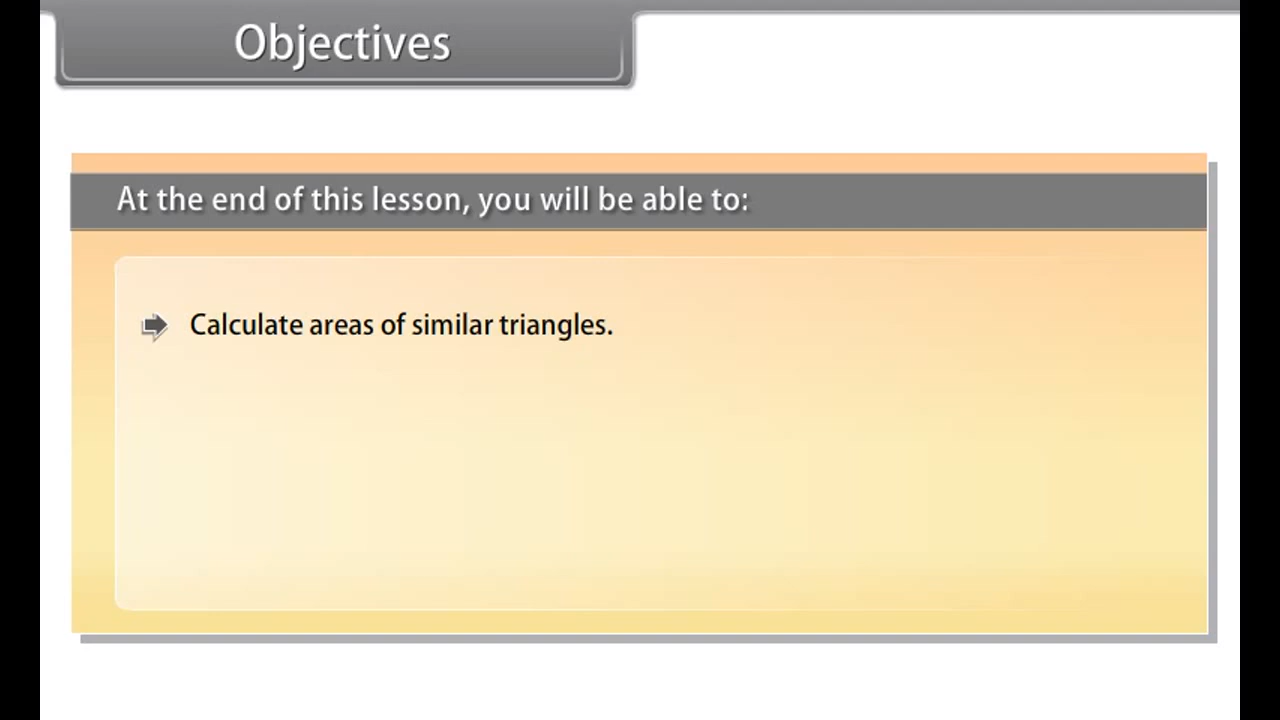 Objectives
At the end of this lesson, you will be able to:
Calculate areas of similar triangles.